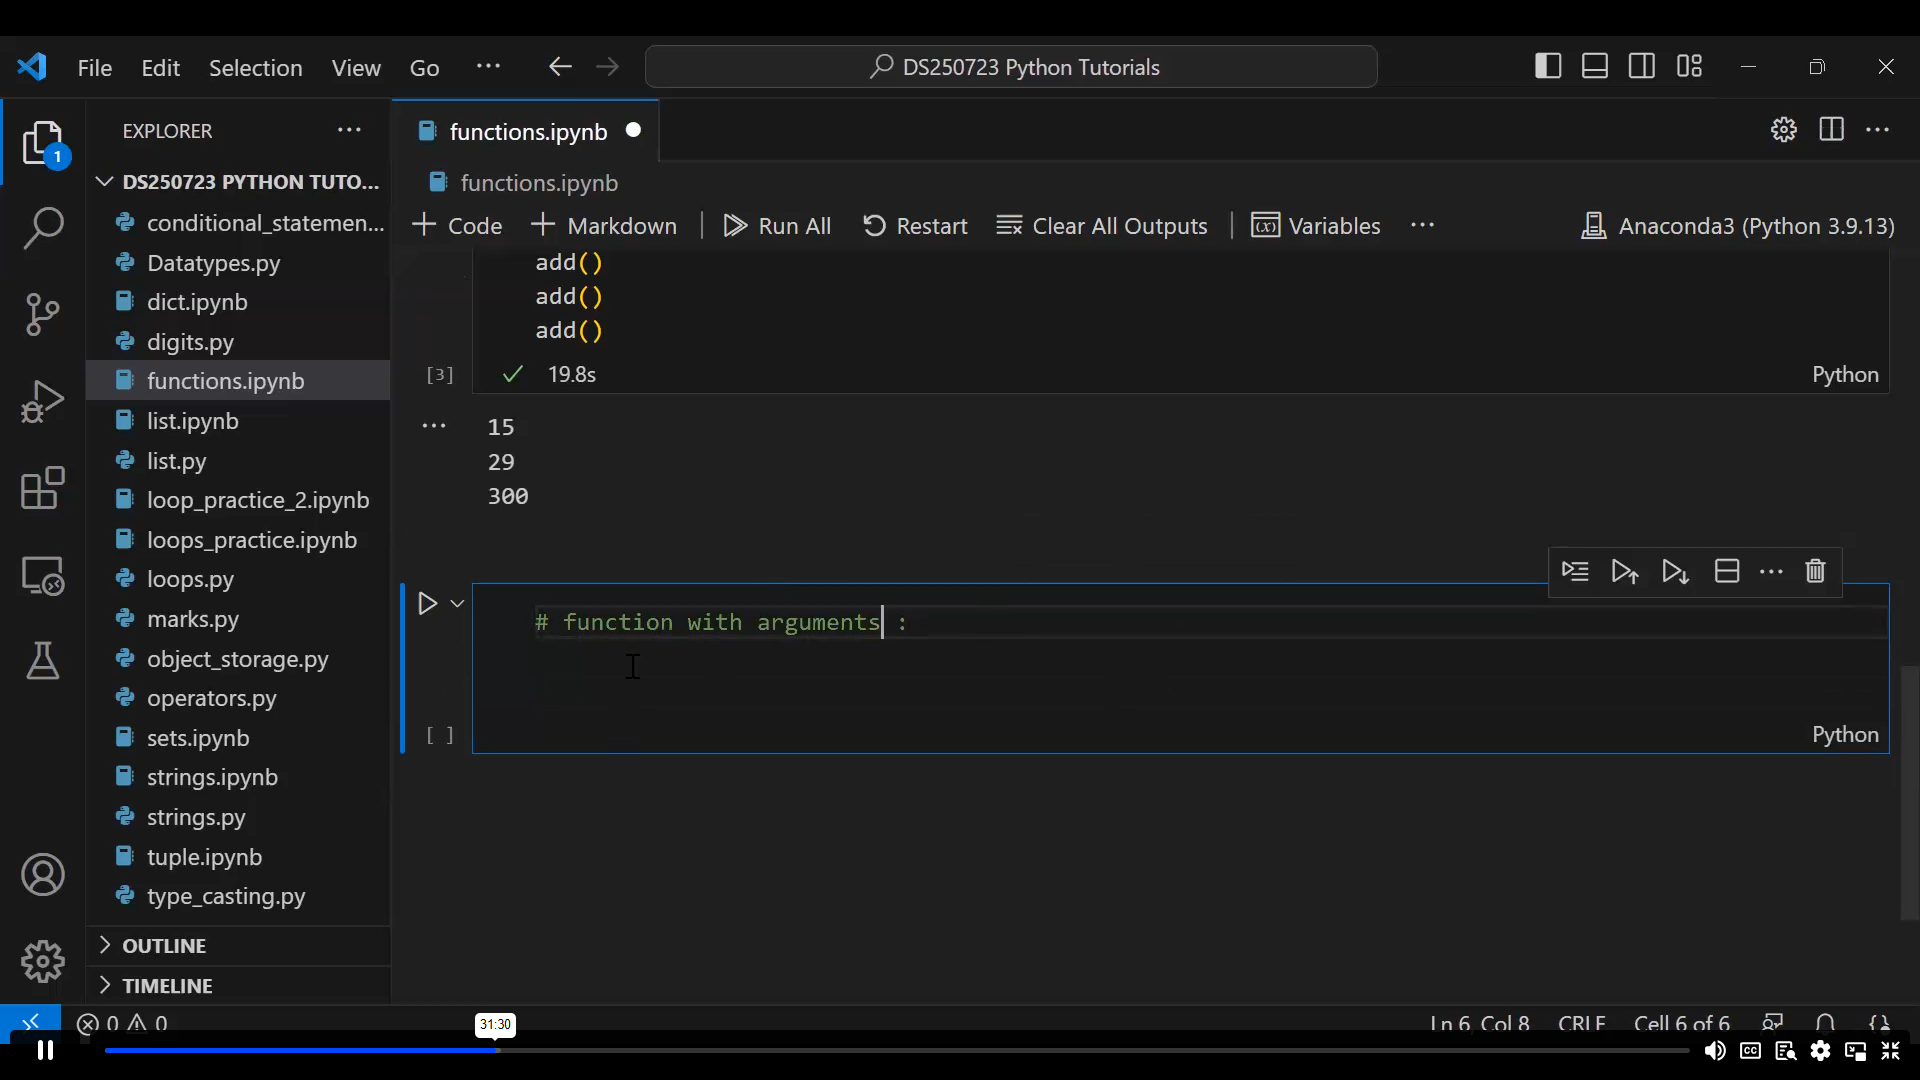 File Edit Selection View Go ··· DS250723 Python Tutorials
EXPLORER ···
1
DS250723 PYTHON TUTO...
conditional_statemen...
Datatypes.py
dict.ipynb
digits.py
functions.ipynb
list.ipynb
list.py
loop_practice_2.ipynb
loops_practice.ipynb
loops.py
marks.py
object_storage.py
operators.py
sets.ipynb
strings.ipynb
strings.py
tuple.ipynb
type_casting.py
OUTLINE
TIMELINE
functions.ipynb
functions.ipynb
Code Markdown Run All Restart Clear All Outputs Variables ··· Anaconda3 (Python 3.9.13)
add()
add()
add()
[3] 19.8s Python
15
29
300
# function with arguments :
[ ] Python
0 0 Ln 6, Col 8 CRLF Cell 6 of 6
31:30
CC